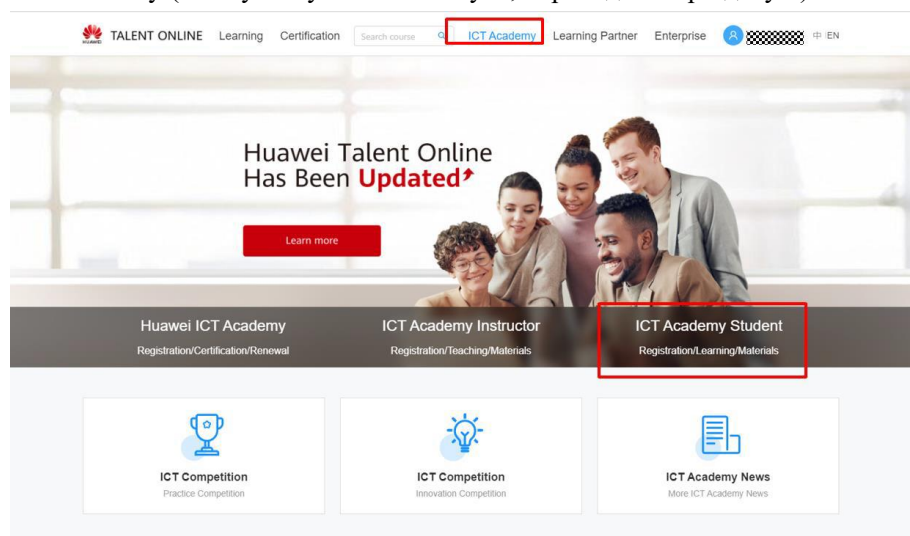 TALENT ONLINE Learning Certification Search course ICT Academy Learning Partner Enterprise 中 EN
HUAWEI
Huawei Talent Online
Has Been Updated
Learn more
Huawei ICT Academy ICT Academy Instructor ICT Academy Student
Registration/Certification/Renewal Registration/Teaching/Materials Registration/Learning/Materials
ICT Competition ICT Competition ICT Academy News
Practice Competition Innovation Competition More ICT Academy News